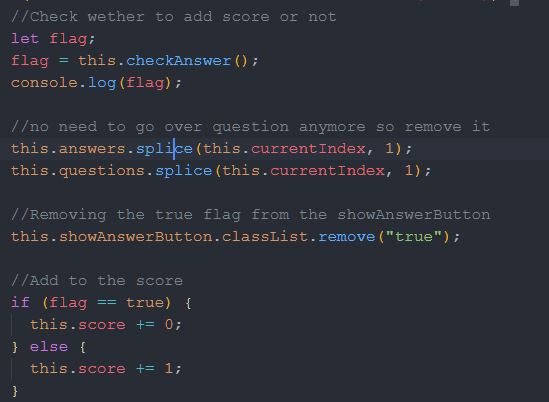 //Check wether to add score or not
let flag;
flag = this.checkAnswer();
console.log(flag);
//no need to go over question anymore so remove it
this.answers.splice(this.currentIndex, 1);
this.questions.splice(this.currentIndex, 1);
//Removing the true flag from the showAnswerButton
this.showAnswerButton.classList.remove("true");
//Add to the score
if (flag == true) {
this.score += 0;
} else {
this.score += 1;
}